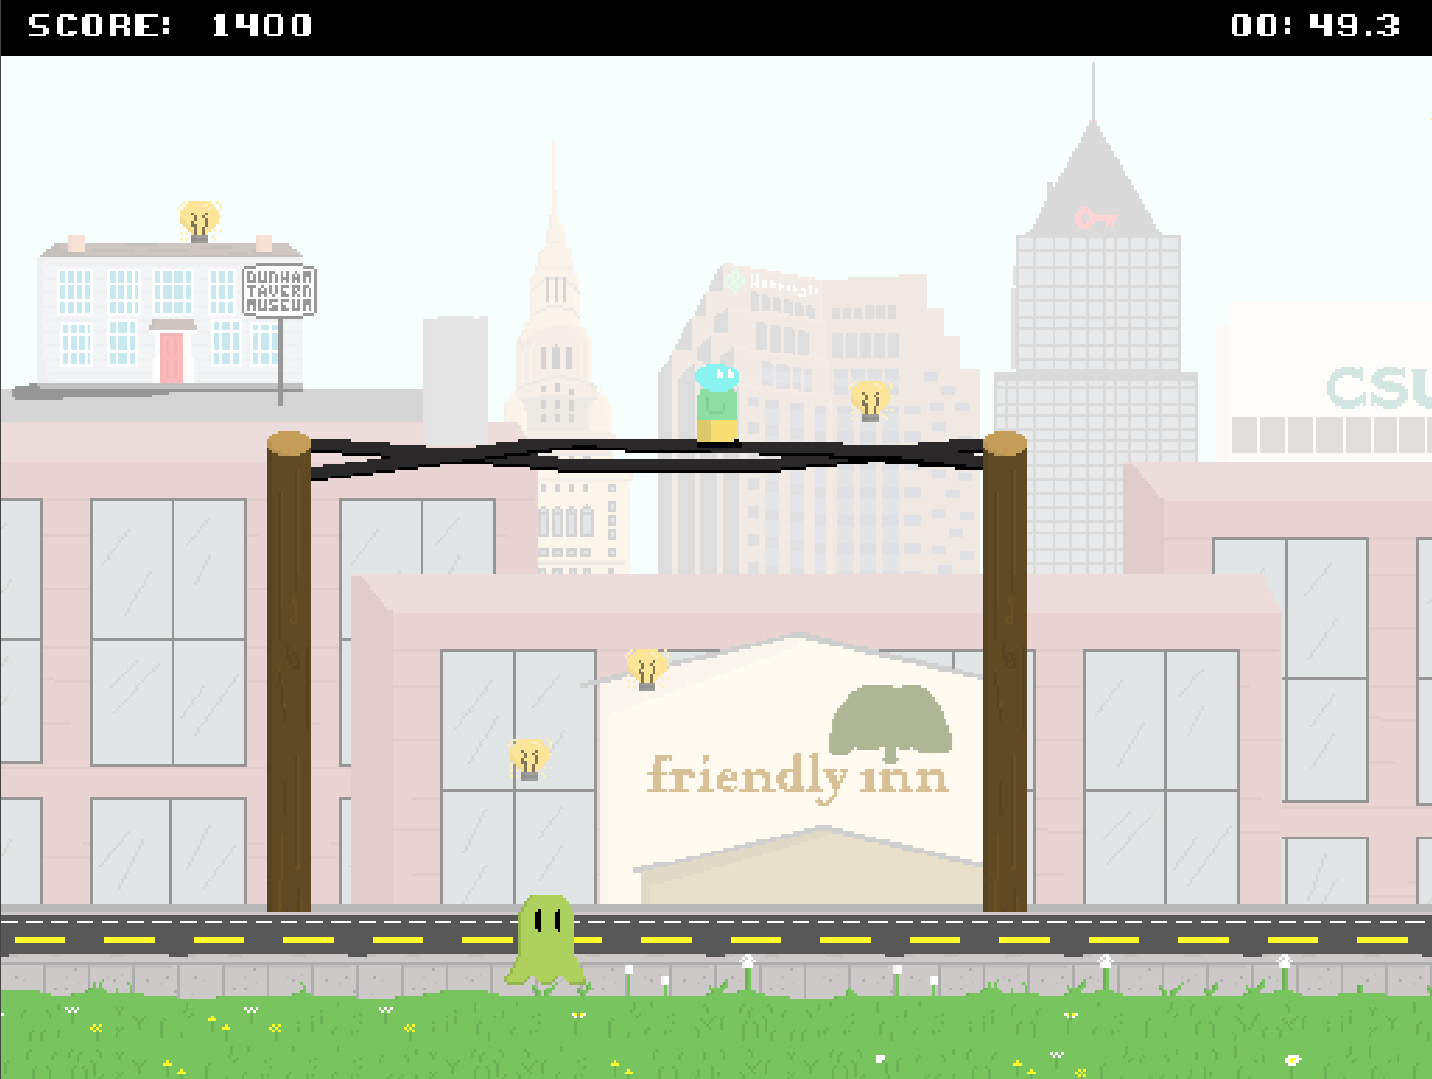 SCORE: 1400
00:49.3
DUNHAM
TAVERN
MUSEUM
CSU
friendly inn